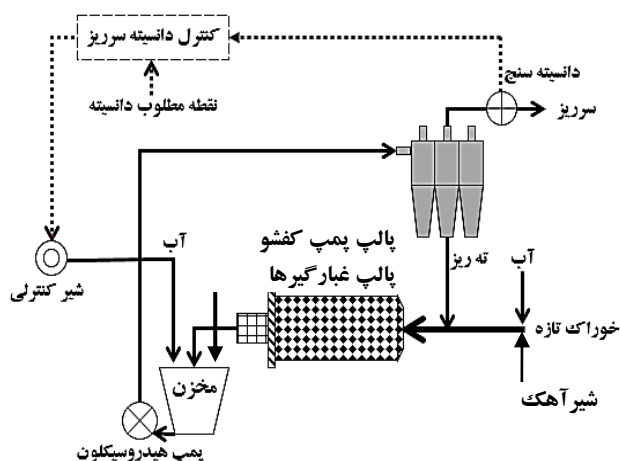 کنترل دانسیته سرریز
دانسیته سنج
نقطه مطلوب دانسیته
سرریز
پالپ پمپ کفشو
پالپ غبارگیرها
آب
ته ریز
آب
شیر کنترلی
خوراک تازه
مخزن
شیرآهک
پمپ هیدروسیکلون